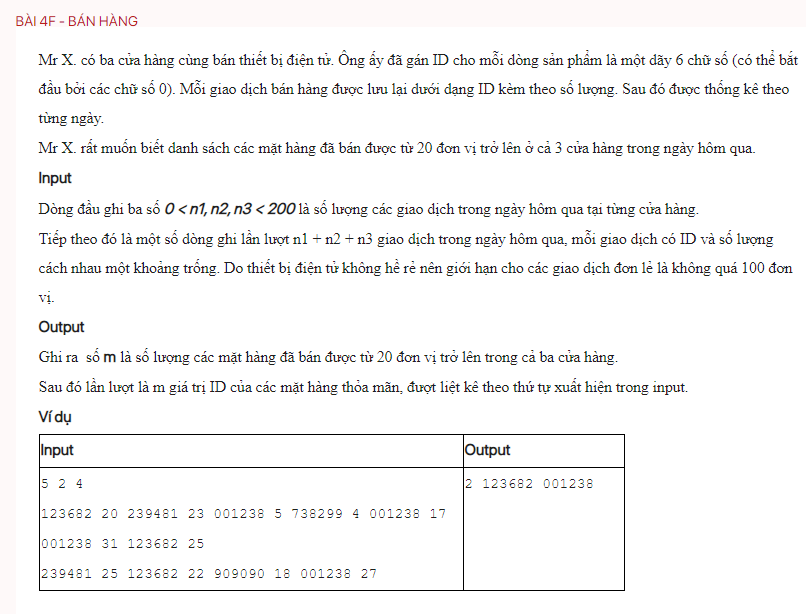 BÀI 4F - BÁN HÀNG
Mr X. có ba cửa hàng cùng bán thiết bị điện tử. Ông ấy đã gán ID cho mỗi dòng sản phẩm là một dãy 6 chữ số (có thể bắt
đầu bởi các chữ số 0). Mỗi giao dịch bán hàng được lưu lại dưới dạng ID kèm theo số lượng. Sau đó được thống kê theo
từng ngày.
Mr X. rất muốn biết danh sách các mặt hàng đã bán được từ 20 đơn vị trở lên ở cả 3 cửa hàng trong ngày hôm qua.
Input
Dòng đầu ghi ba số 0 < n1, n2, n3 < 200 là số lượng các giao dịch trong ngày hôm qua tại từng cửa hàng.
Tiếp theo đó là một số dòng ghi lần lượt n1 + n2 + n3 giao dịch trong ngày hôm qua, mỗi giao dịch có ID và số lượng
cách nhau một khoảng trống. Do thiết bị điện tử không hề rẻ nên giới hạn cho các giao dịch đơn lẻ là không quá 100 đơn
vị.
Output
Ghi ra số m là số lượng các mặt hàng đã bán được từ 20 đơn vị trở lên trong cả ba cửa hàng.
Sau đó lần lượt là m giá trị ID của các mặt hàng thỏa mãn, đượt liệt kê theo thứ tự xuất hiện trong input.
Ví dụ
Input Output
5 2 4 2 123682 001238
123682 20 239481 23 001238 5 738299 4 001238 17
001238 31 123682 25
239481 25 123682 22 909090 18 001238 27